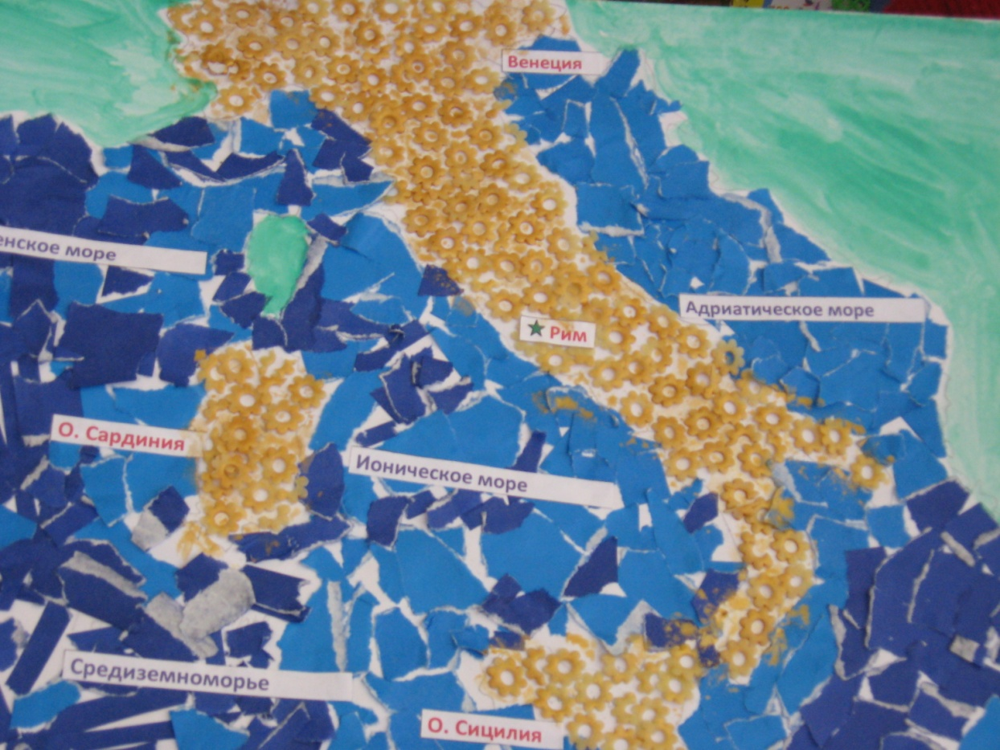 Венеция
енское море
Адриатическое море
Рим
О. Сардиния
Ионическое море
Средиземноморье
О. Сицилия